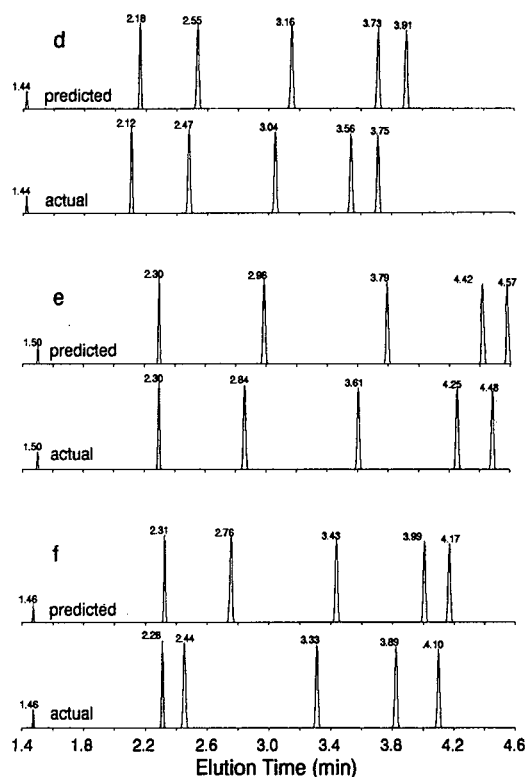 d
2.18 2.55 3.16 3.73 3.91
1.44
predicted
2.12 2.47 3.04 3.56 3.75
1.44
actual
e
2.30 2.96 3.79 4.42 4.57
1.50
predicted
2.30 2.84 3.61 4.25 4.48
1.50
actual
f
2.31 2.76 3.43 3.99 4.17
1.46
predicted
2.28 2.44 3.33 3.89 4.10
1.46
actual
1.4 1.8 2.2 2.6 3.0 3.4 3.8 4.2 4.6
Elution Time (min)